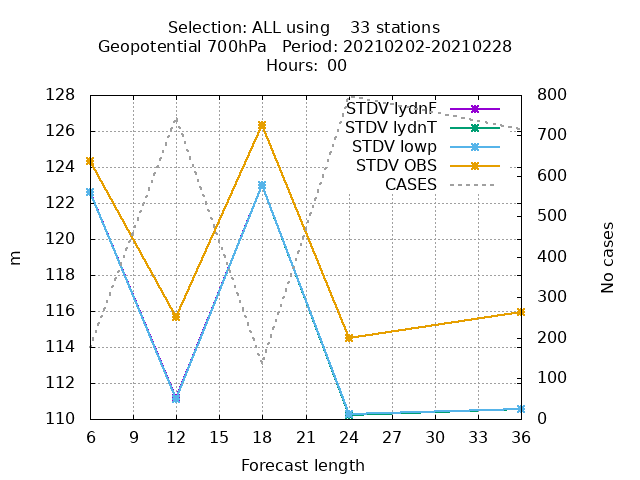 Selection: ALL using    33 stations
Geopotential 700hPa   Period: 20210202-20210228
Hours:  00
128
126
124
122
120
118
116
114
112
110
m
STDV lydnF
STDV lydnT
STDV lowp
STDV OBS
CASES
800
700
600
500
400
300
200
100
0
No cases
6 9 12 15 18 21 24 27 30 33 36
Forecast length